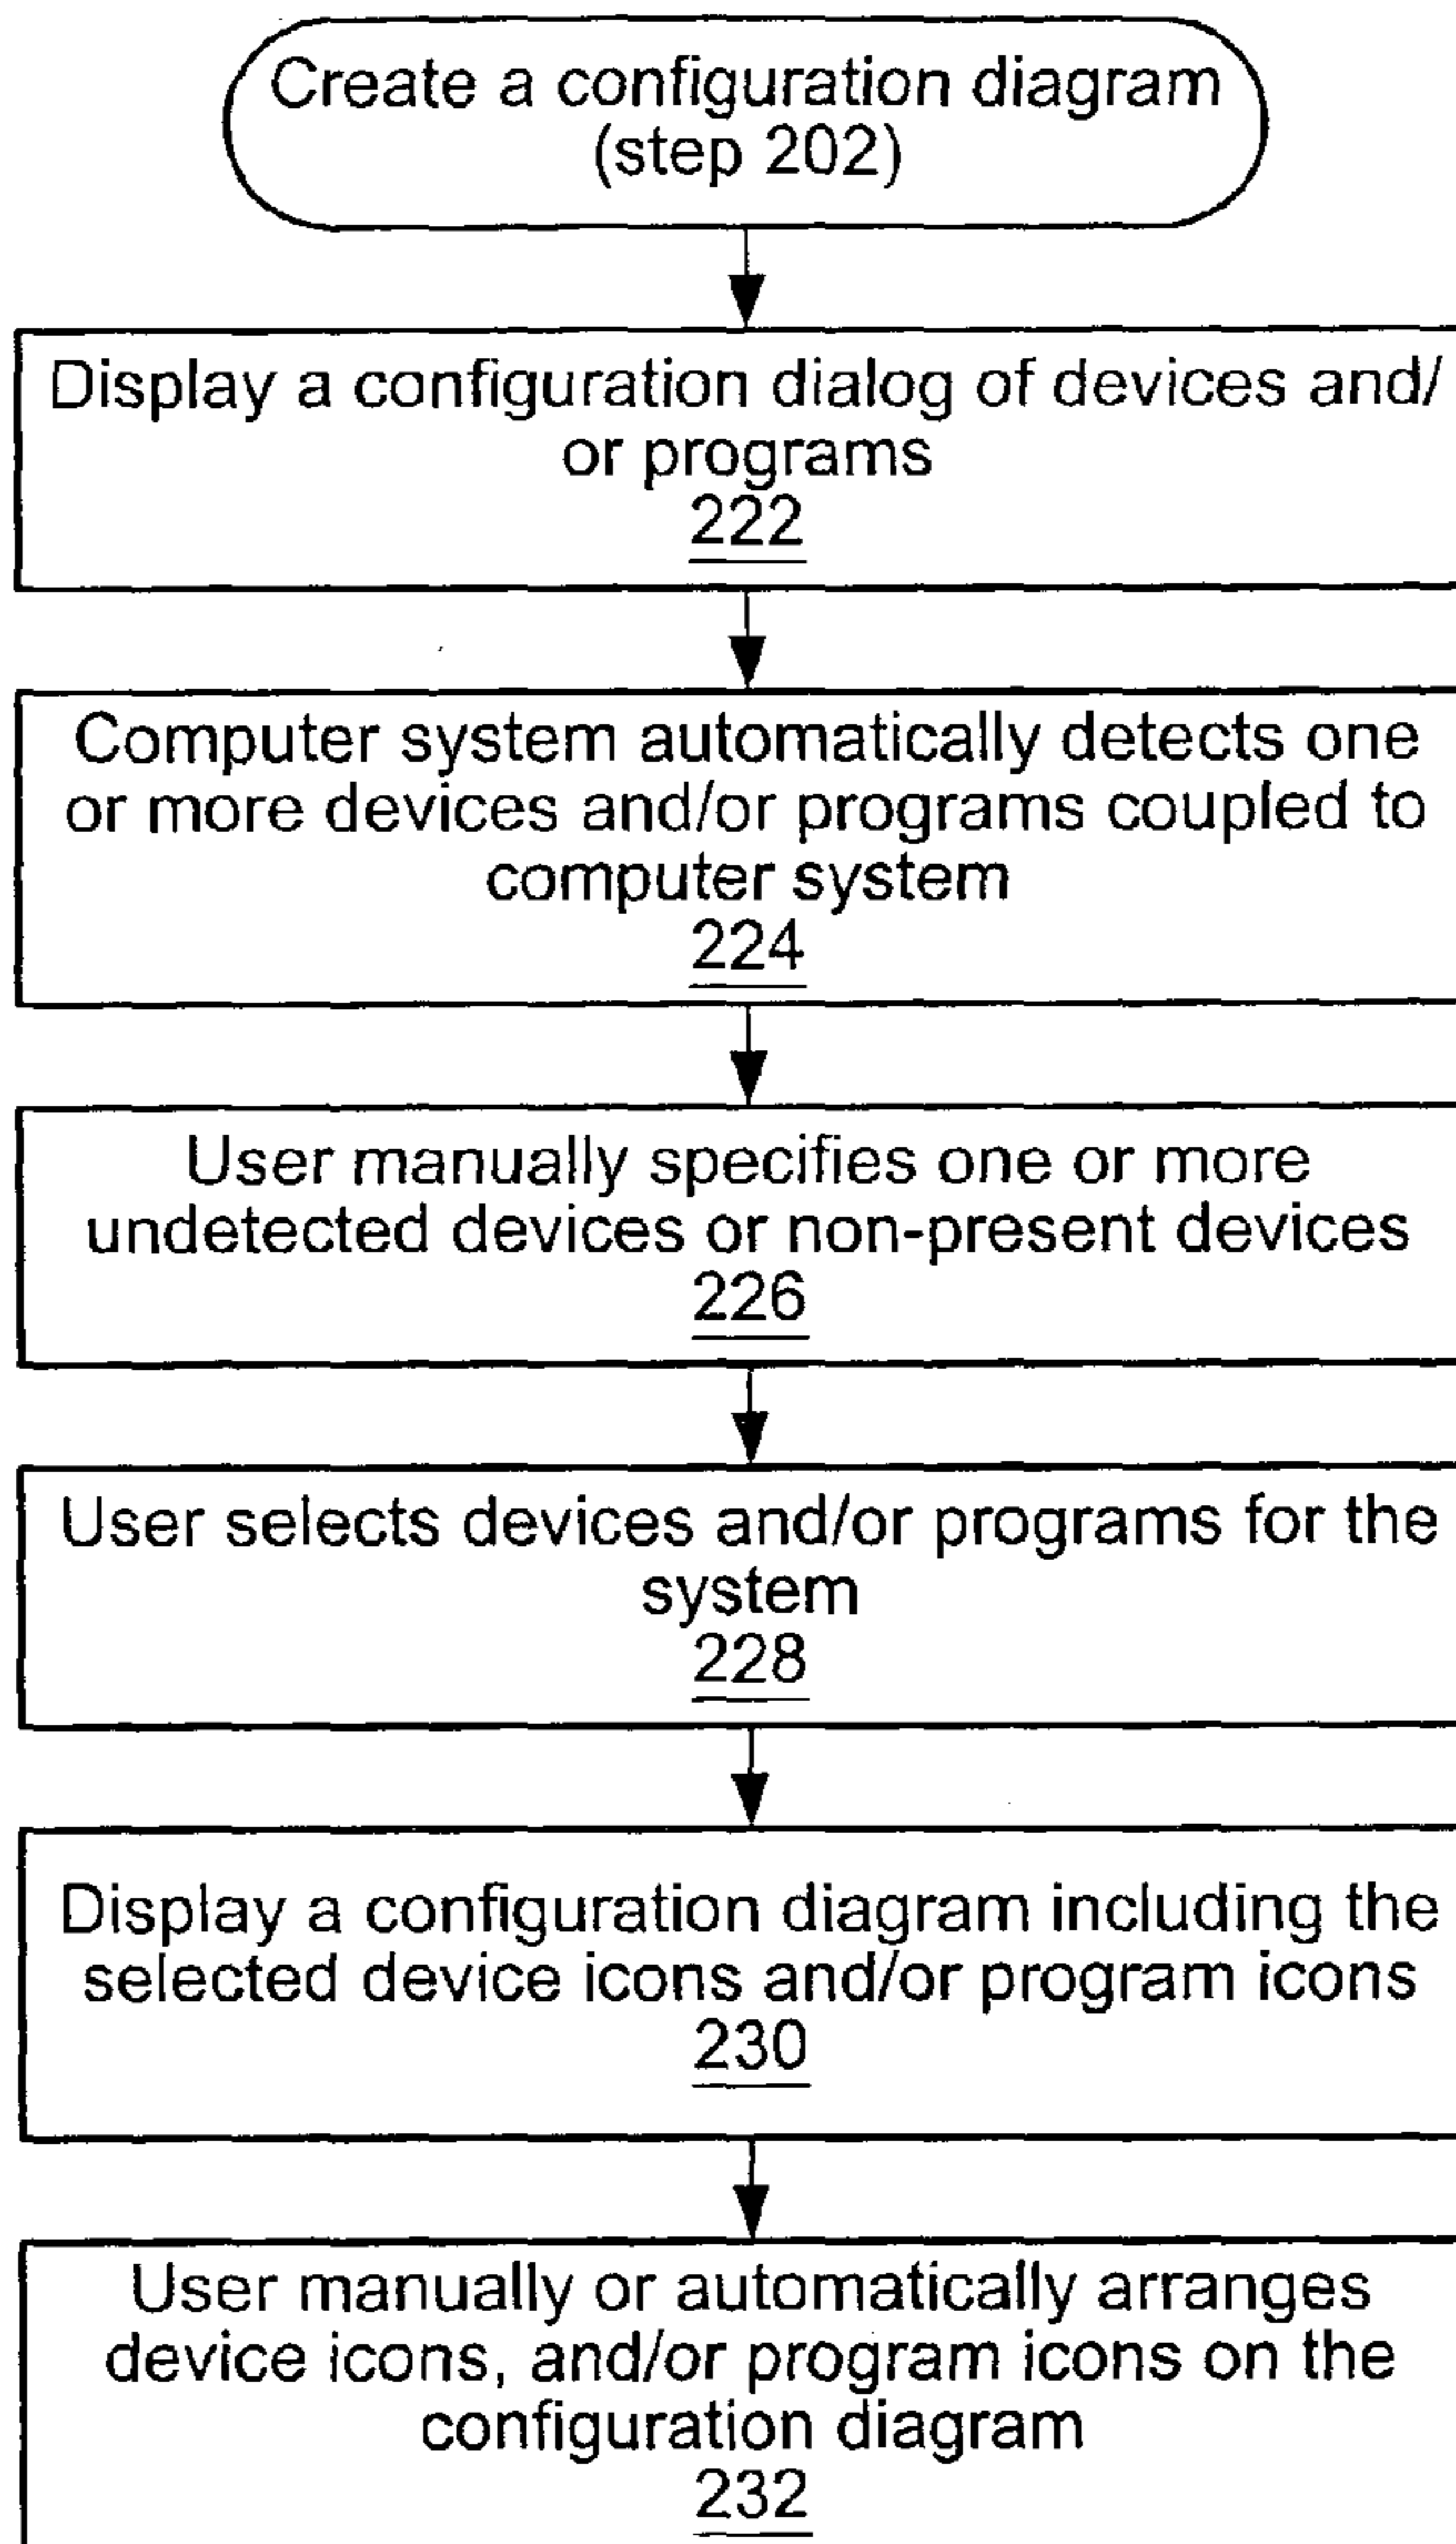 Create a configuration diagram
(step 202)
Display a configuration dialog of devices and/
or programs
222
Computer system automatically detects one
or more devices and/or programs coupled to
computer system
224
User manually specifies one or more
undetected devices or non-present devices
226
User selects devices and/or programs for the
system
228
Display a configuration diagram including the
selected device icons and/or program icons
230
User manually or automatically arranges
device icons, and/or program icons on the
configuration diagram
232